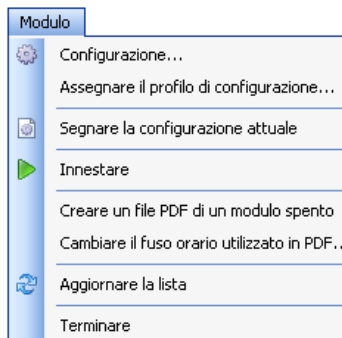 Modulo
Configurazione...
Assegnare il profilo di configurazione...
Segnare la configurazione attuale
Innestare
Creare un file PDF di un modulo spento
Cambiare il fuso orario utilizzato in PDF..
Aggiornare la lista
Terminare